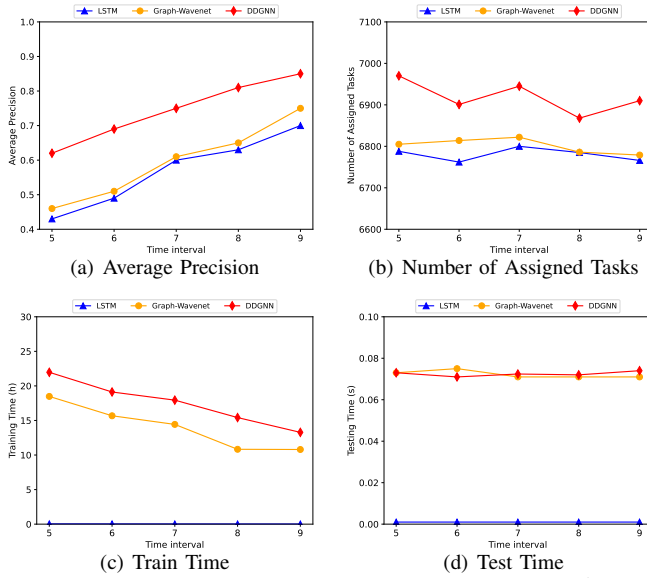 LSTM Graph-Wavenet DDGNN
1.0
0.9
0.8
0.7
0.6
0.5
0.4
Average Precision
5 6 7 8 9
Time interval
(a) Average Precision
LSTM Graph-Wavenet DDGNN
7100
7000
6900
6800
6700
6600
Number of Assigned Tasks
5 6 7 8 9
Time interval
(b) Number of Assigned Tasks
LSTM Graph-Wavenet DDGNN
30
25
20
15
10
5
0
Training Time (h)
5 6 7 8 9
Time interval
(c) Train Time
LSTM Graph-Wavenet DDGNN
0.10
0.08
0.06
0.04
0.02
0.00
Testing Time (s)
5 6 7 8 9
Time interval
(d) Test Time